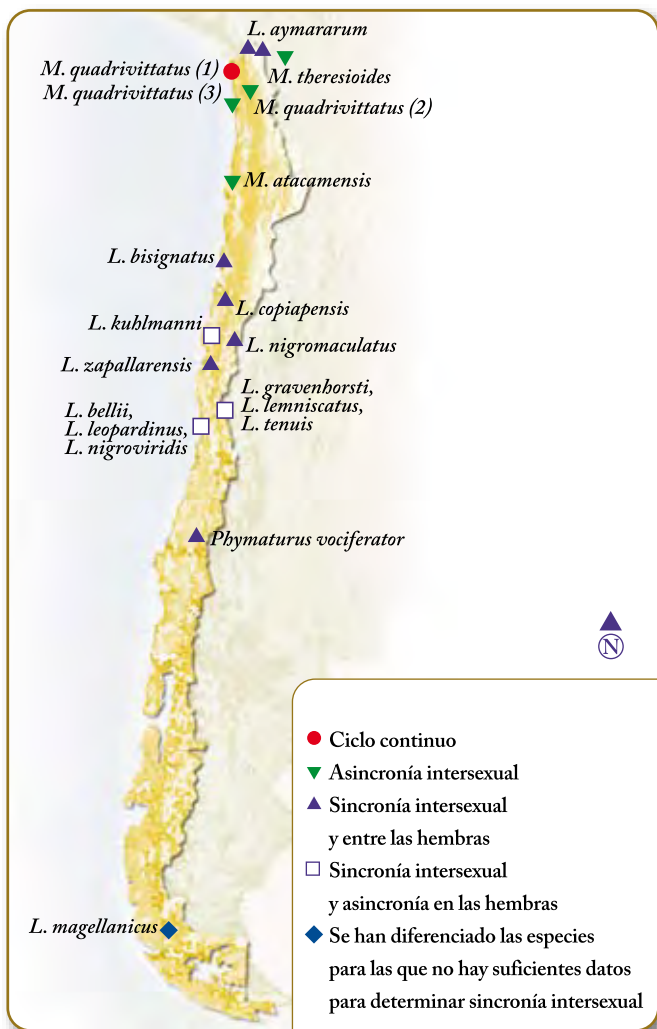 L. aymararum
M. quadrivittatus (1)
M. theresioides
M. quadrivittatus (3)
M. quadrivittatus (2)
M. atacamensis
L. bisignatus
L. copiapensis
L. kuhlmanni
L. nigromaculatus
L. zapallarensis
L. gravenhorsti,
L. lemniscatus,
L. tenuis
L. bellii,
L. leopardinus,
L. nigroviridis
Phymaturus vociferator
N
Ciclo continuo
Asincronía intersexual
Sincronía intersexual
y entre las hembras
Sincronía intersexual
y asincronía en las hembras
L. magellanicus
Se han diferenciado las especies
para las que no hay suficientes datos
para determinar sincronía intersexual